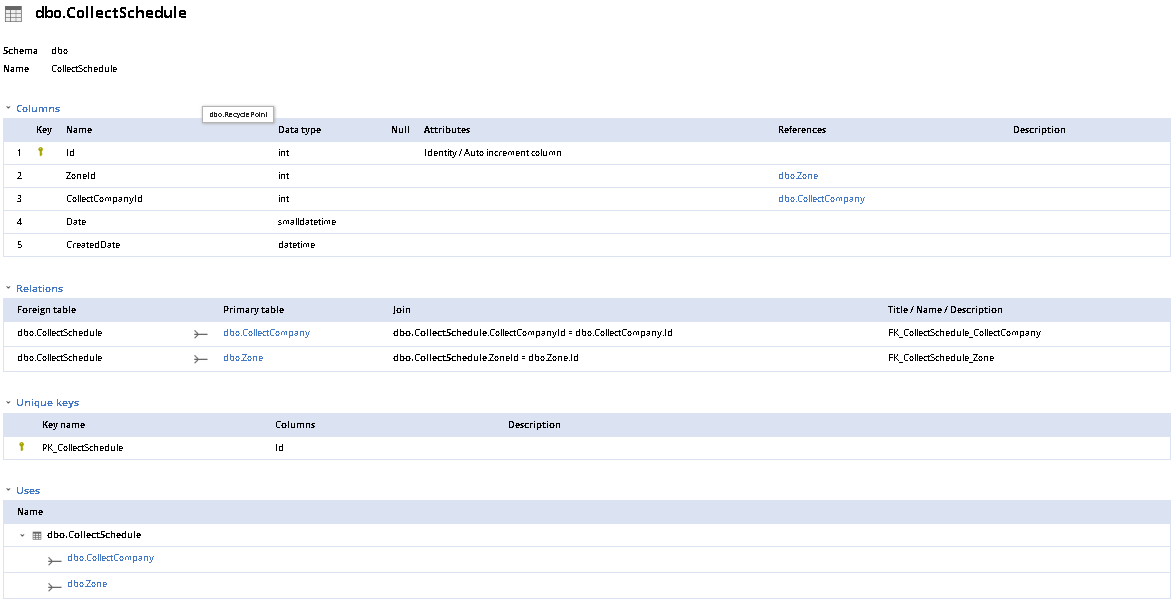 dbo.CollectSchedule
Schema dbo
Name CollectSchedule
Columns
dbo.RecyclePoint
Key Name Data type Null Attributes References Description
1 Id int Identity / Auto increment column
2 ZoneId int dbo.Zone
3 CollectCompanyId int dbo.CollectCompany
4 Date smalldatetime
5 CreatedDate datetime
Relations
Foreign table Primary table Join Title / Name / Description
dbo.CollectSchedule dbo.CollectCompany dbo.CollectSchedule.CollectCompanyId = dbo.CollectCompany.Id FK_CollectSchedule_CollectCompany
dbo.CollectSchedule dbo.Zone dbo.CollectSchedule.ZoneId = dbo.Zone.Id FK_CollectSchedule_Zone
Unique keys
Key name Columns Description
PK_CollectSchedule Id
Uses
Name
dbo.CollectSchedule
dbo.CollectCompany
dbo.Zone